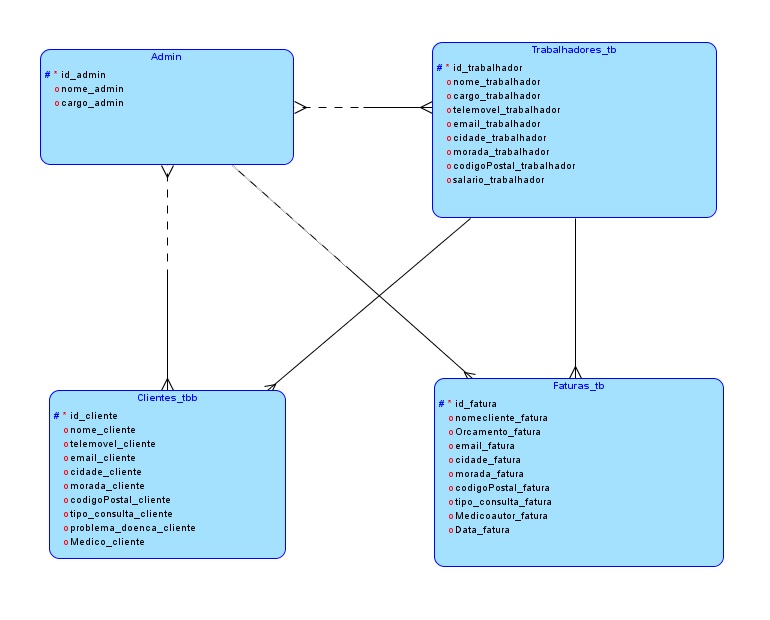 Admin
# * id_admin
o nome_admin
o cargo_admin
Trabalhadores_tb
# * id_trabalhador
o nome_trabalhador
o cargo_trabalhador
o telemovel_trabalhador
o email_trabalhador
o cidade_trabalhador
o morada_trabalhador
o codigoPostal_trabalhador
o salario_trabalhador
Clientes_tbb
# * id_cliente
o nome_cliente
o telemovel_cliente
o email_cliente
o cidade_cliente
o morada_cliente
o codigoPostal_cliente
o tipo_consulta_cliente
o problema_doenca_cliente
o Medico_cliente
Faturas_tb
# * id_fatura
o nomecliente_fatura
o Orcamento_fatura
o email_fatura
o cidade_fatura
o morada_fatura
o codigoPostal_fatura
o tipo_consulta_fatura
o Medicoautor_fatura
o Data_fatura